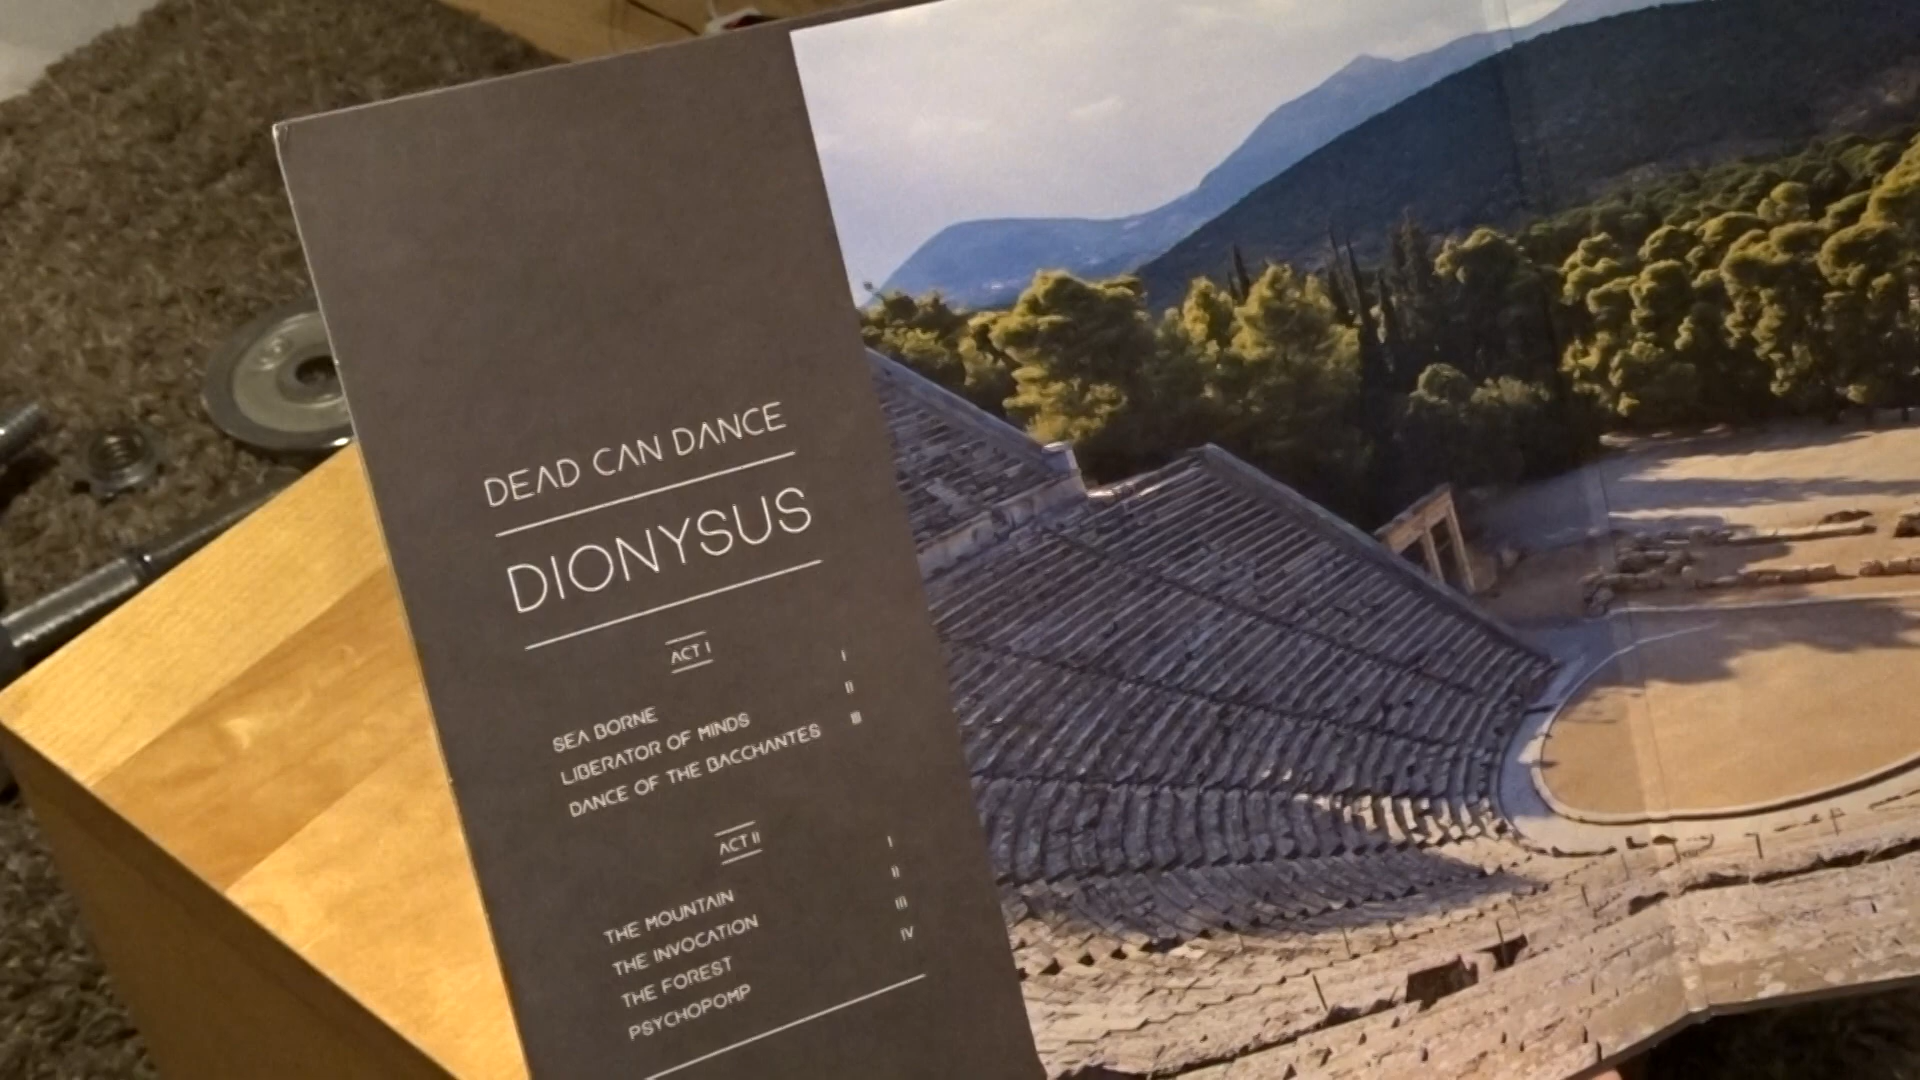 DEAD CAN DANCE
DIONYSUS
ACT I
SEA BORNE I
LIBERATOR OF MINDS II
DANCE OF THE BACCHANTES III
ACT II
THE MOUNTAIN I
THE INVOCATION II
THE FOREST III
PSYCHOPOMP IV